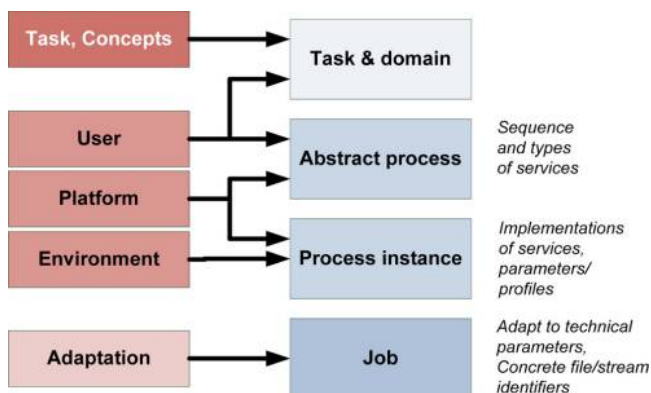 Task, Concepts
Task & domain
User
Abstract process
Sequence
and types
of services
Platform
Environment
Process instance
Implementations
of services,
parameters/
profiles
Adaptation
Job
Adapt to technical
parameters,
Concrete file/stream
identifiers